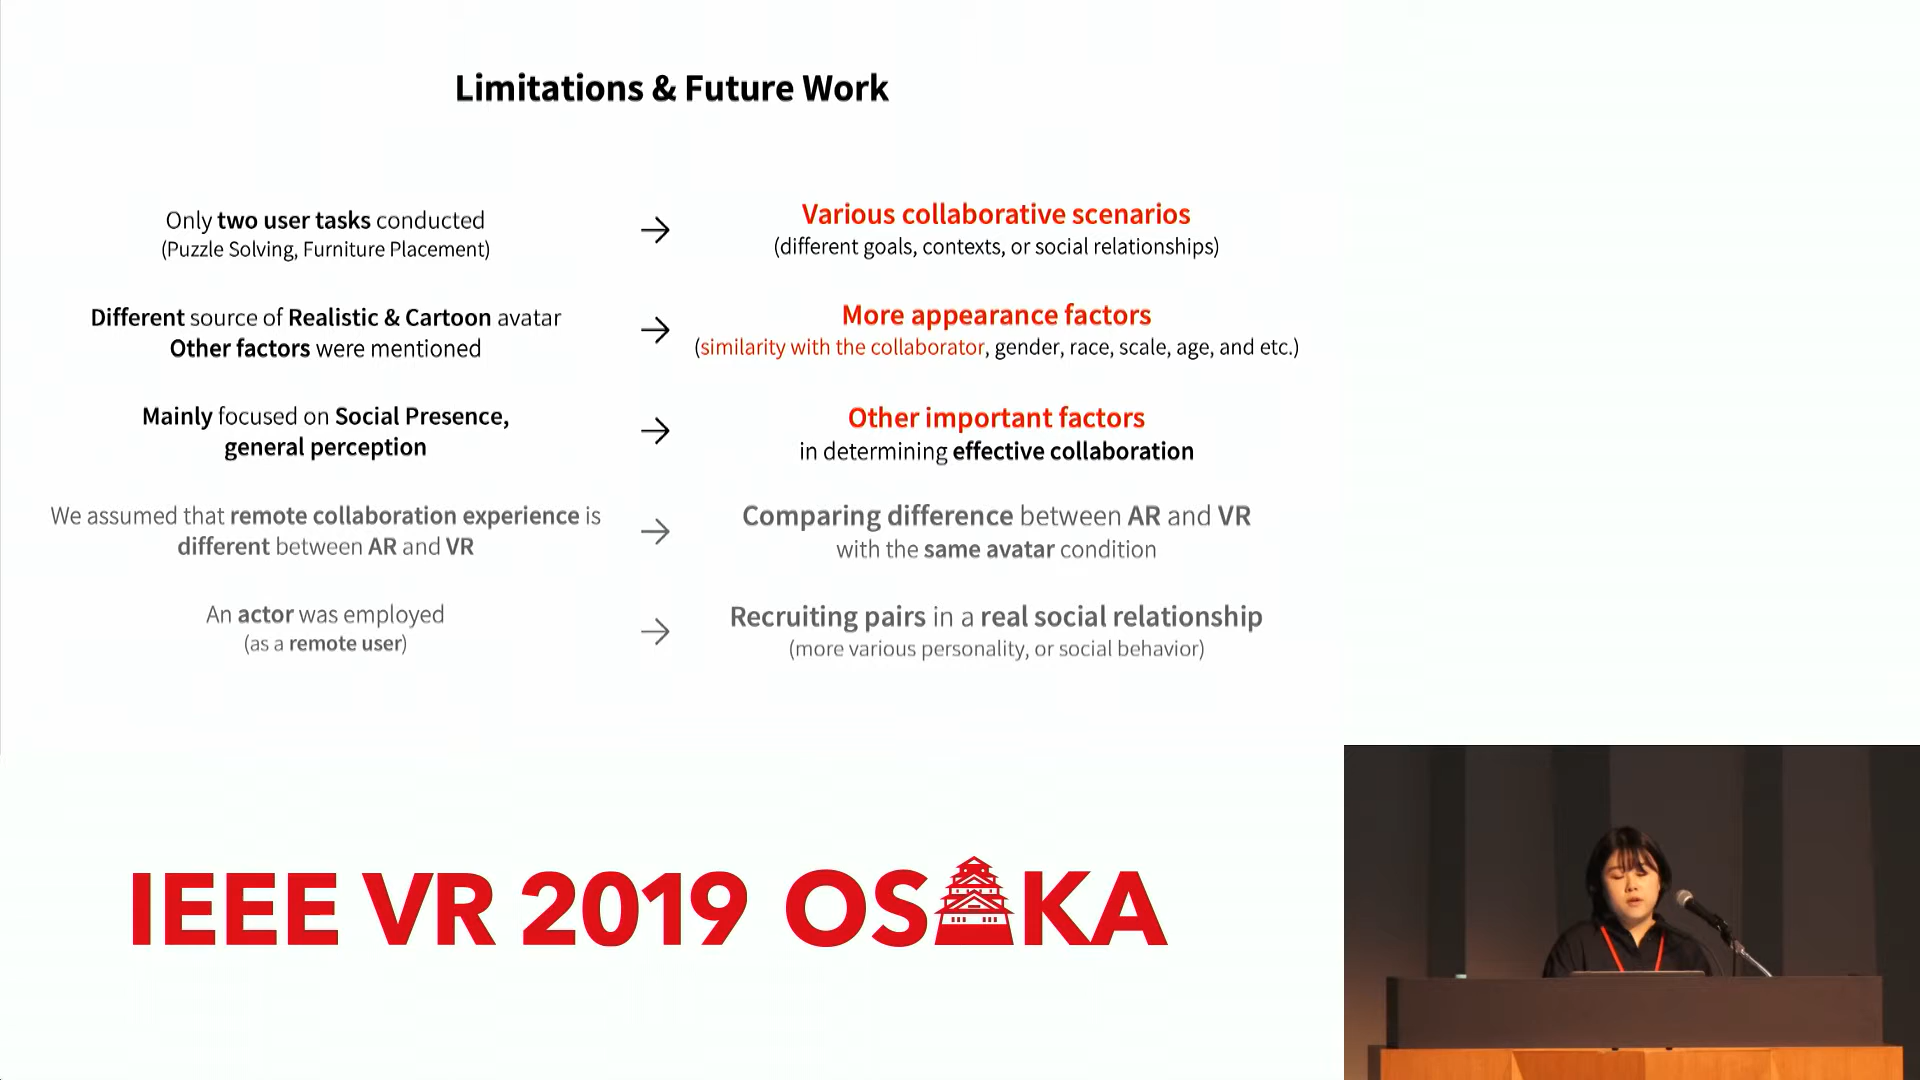 Limitations & Future Work
Only two user tasks conducted
(Puzzle Solving, Furniture Placement)
→
Various collaborative scenarios
(different goals, contexts, or social relationships)
Different source of Realistic & Cartoon avatar
Other factors were mentioned
→
More appearance factors
(similarity with the collaborator, gender, race, scale, age, and etc.)
Mainly focused on Social Presence,
general perception
→
Other important factors
in determining effective collaboration
We assumed that remote collaboration experience is
different between AR and VR
→
Comparing difference between AR and VR
with the same avatar condition
An actor was employed
(as a remote user)
→
Recruiting pairs in a real social relationship
(more various personality, or social behavior)
IEEE VR 2019 OSAKA